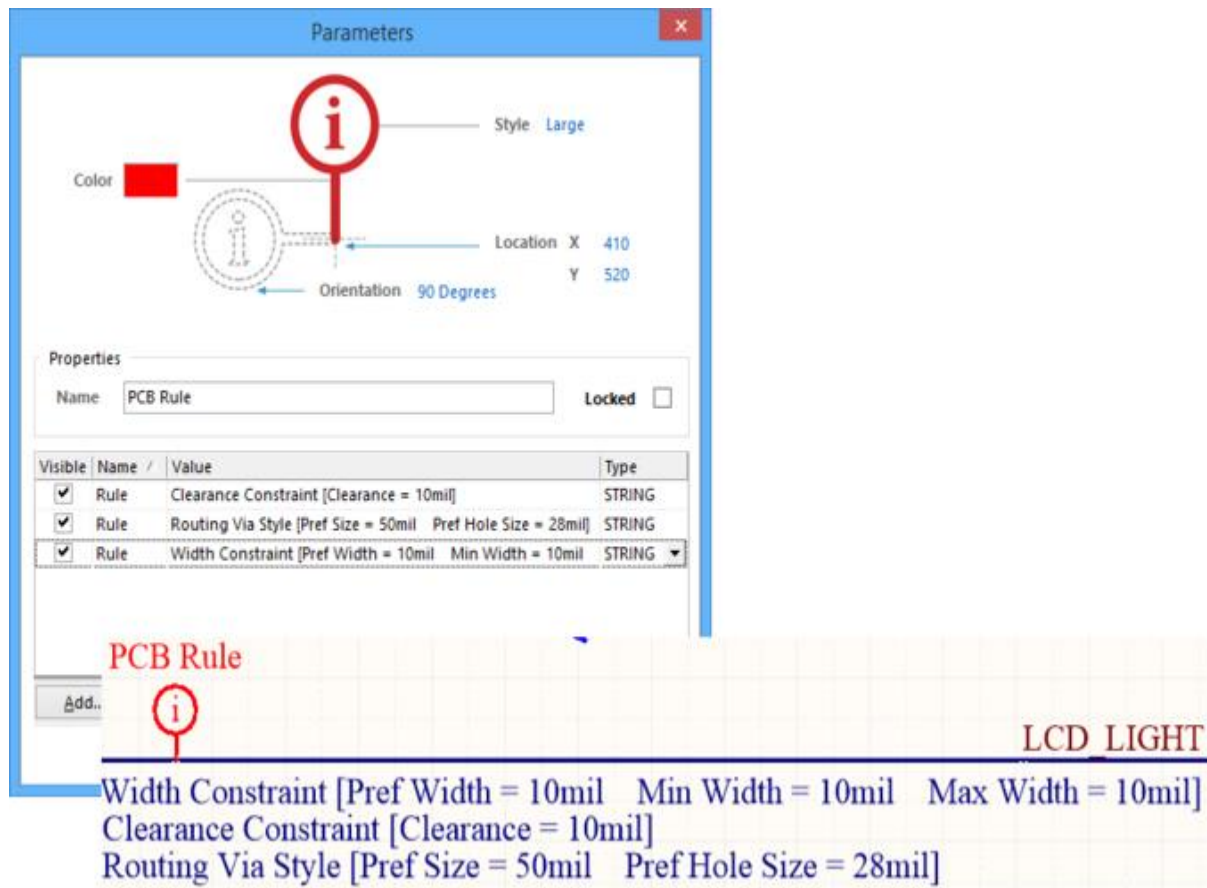 Parameters
x
i
Style Large
Color
i
Location X 410
Y 520
Orientation 90 Degrees
Properties
Name PCB Rule Locked
Visible Name / Value Type
Rule Clearance Constraint [Clearance = 10mil] STRING
Rule Routing Via Style [Pref Size = 50mil Pref Hole Size = 28mil] STRING
Rule Width Constraint [Pref Width = 10mil Min Width = 10mil STRING
Add..
PCB Rule
i
LCD_LIGHT
Width Constraint [Pref Width = 10mil Min Width = 10mil Max Width = 10mil]
Clearance Constraint [Clearance = 10mil]
Routing Via Style [Pref Size = 50mil Pref Hole Size = 28mil]